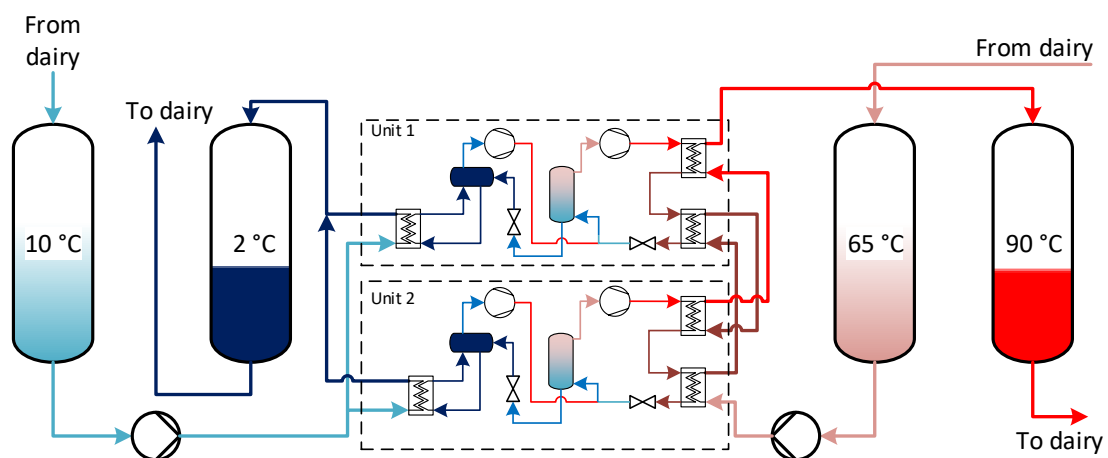 From
dairy
From dairy
To dairy
Unit 1
10 °C
2 °C
65 °C
90 °C
Unit 2
To dairy